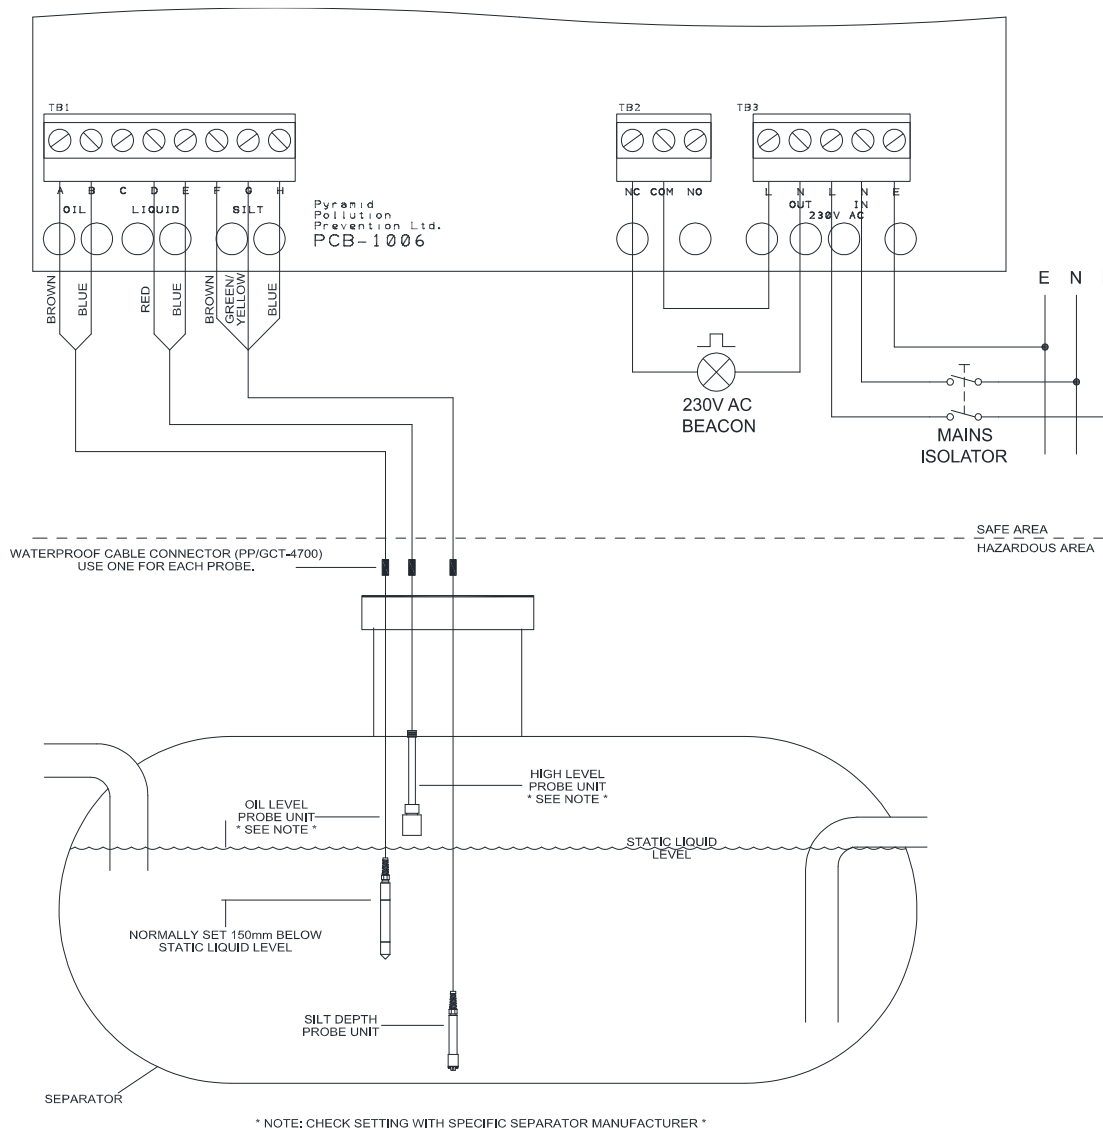 TB1
TB2
TB3
A B C D E F G H
NC COM NO
L N L N E
OIL LIQUID SILT
OUT IN
230V AC
Pyramid
Pollution
Prevention Ltd.
PCB-1006
BROWN
BLUE
RED
BLUE
BROWN
GREEN/
YELLOW
BLUE
E N
230V AC
BEACON
MAINS
ISOLATOR
SAFE AREA
HAZARDOUS AREA
WATERPROOF CABLE CONNECTOR (PP/GCT-4700)
USE ONE FOR EACH PROBE.
HIGH LEVEL
PROBE UNIT
* SEE NOTE *
OIL LEVEL
PROBE UNIT
* SEE NOTE *
STATIC LIQUID
LEVEL
NORMALLY SET 150mm BELOW
STATIC LIQUID LEVEL
SILT DEPTH
PROBE UNIT
SEPARATOR
* NOTE: CHECK SETTING WITH SPECIFIC SEPARATOR MANUFACTURER *